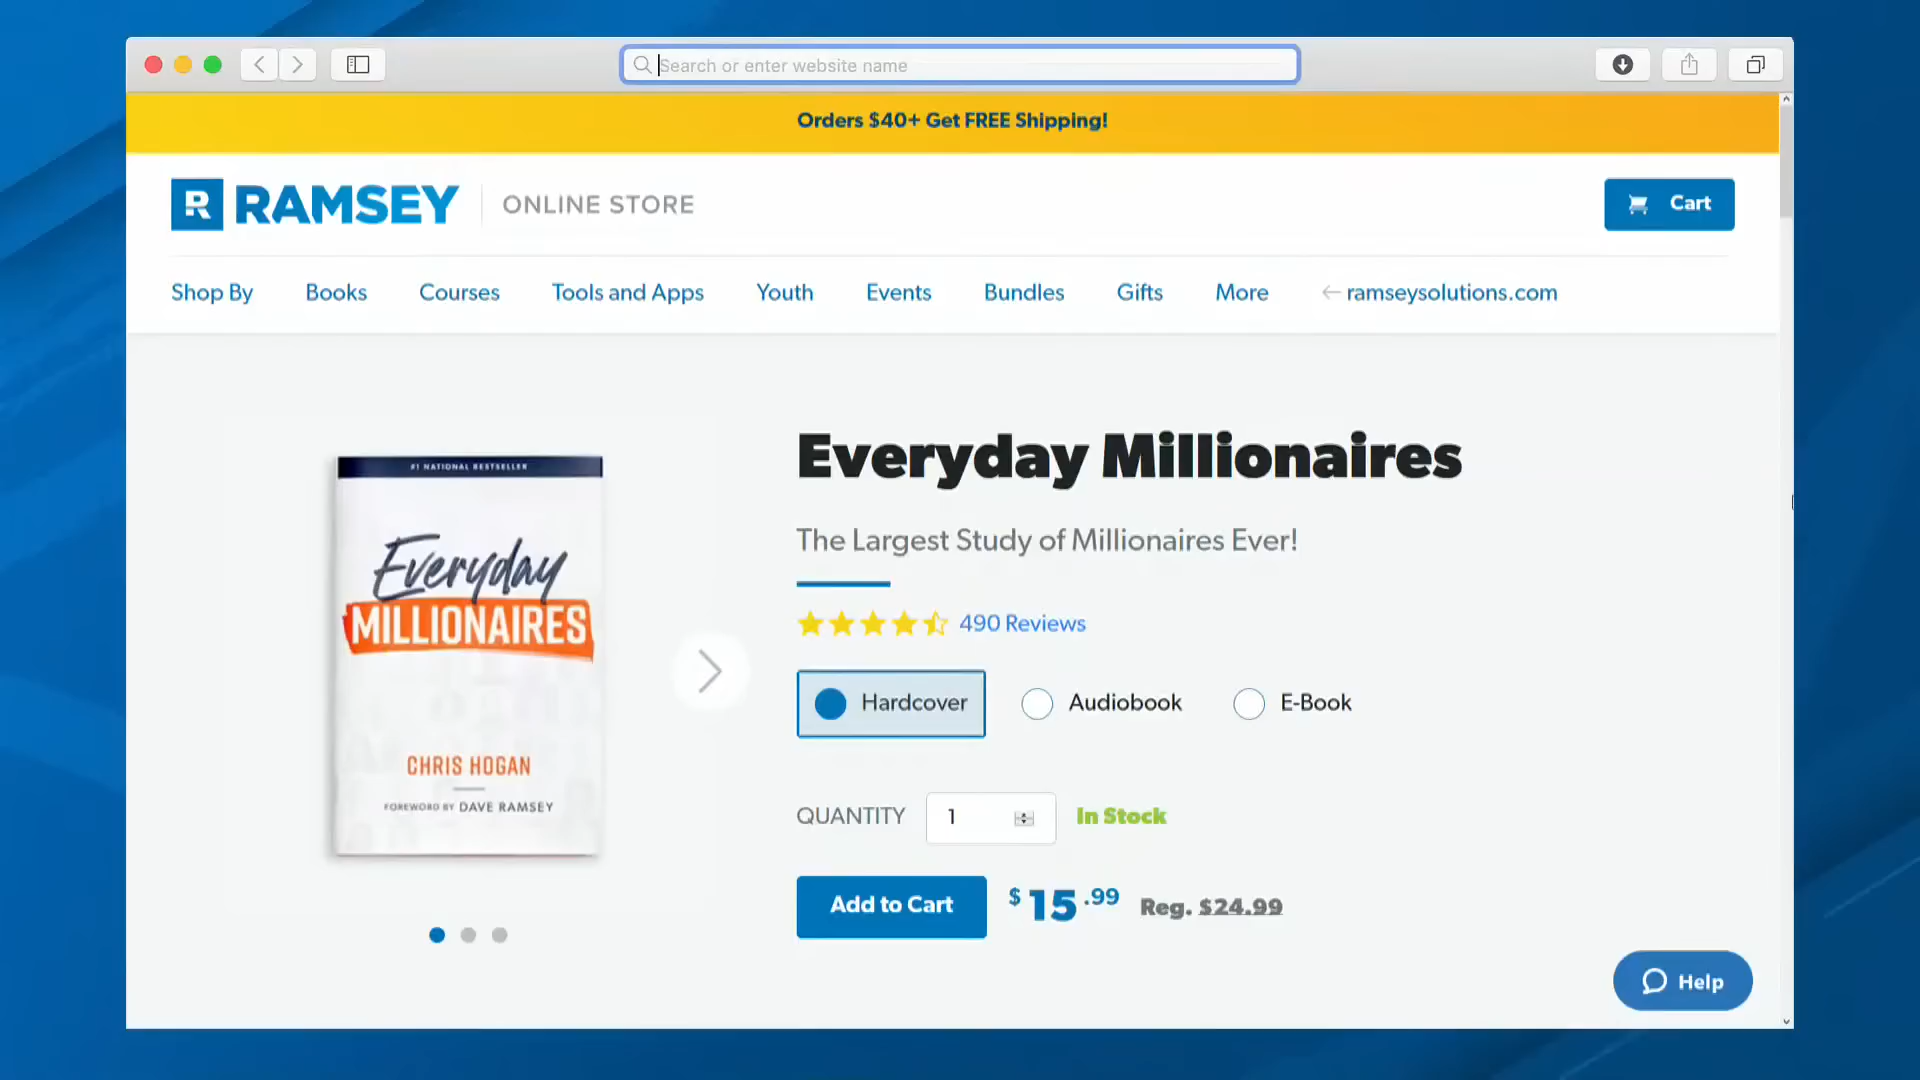 Search or enter website name
Orders $40+ Get FREE Shipping!
R RAMSEY ONLINE STORE
Cart
Shop By Books Courses Tools and Apps Youth Events Bundles Gifts More ← ramseysolutions.com
#1 NATIONAL BESTSELLER
Everyday
MILLIONAIRES
CHRIS HOGAN
FOREWORD BY DAVE RAMSEY
Everyday Millionaires
The Largest Study of Millionaires Ever!
490 Reviews
Hardcover Audiobook E-Book
QUANTITY 1 In Stock
Add to Cart $15.99 Reg. $24.99
Help